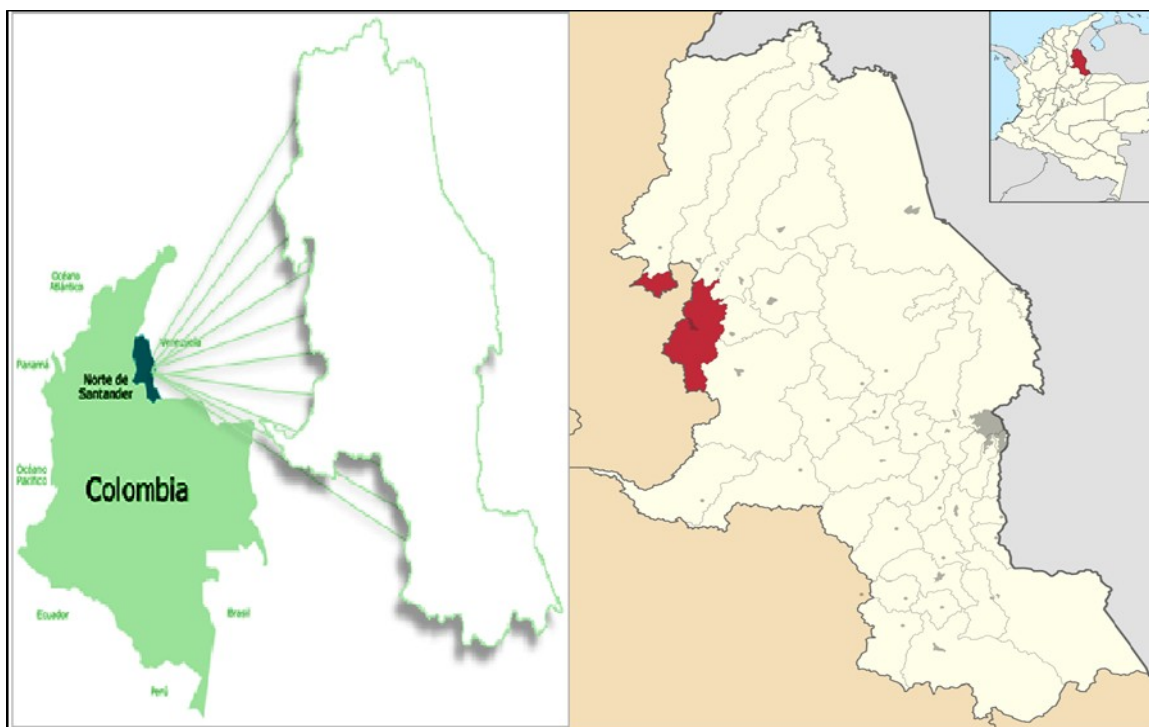 Océano
Atlántico
Venezuela
Panamá
Norte de
Santander
Océano
Pacífico
Colombia
Ecuador
Brasil
Perú